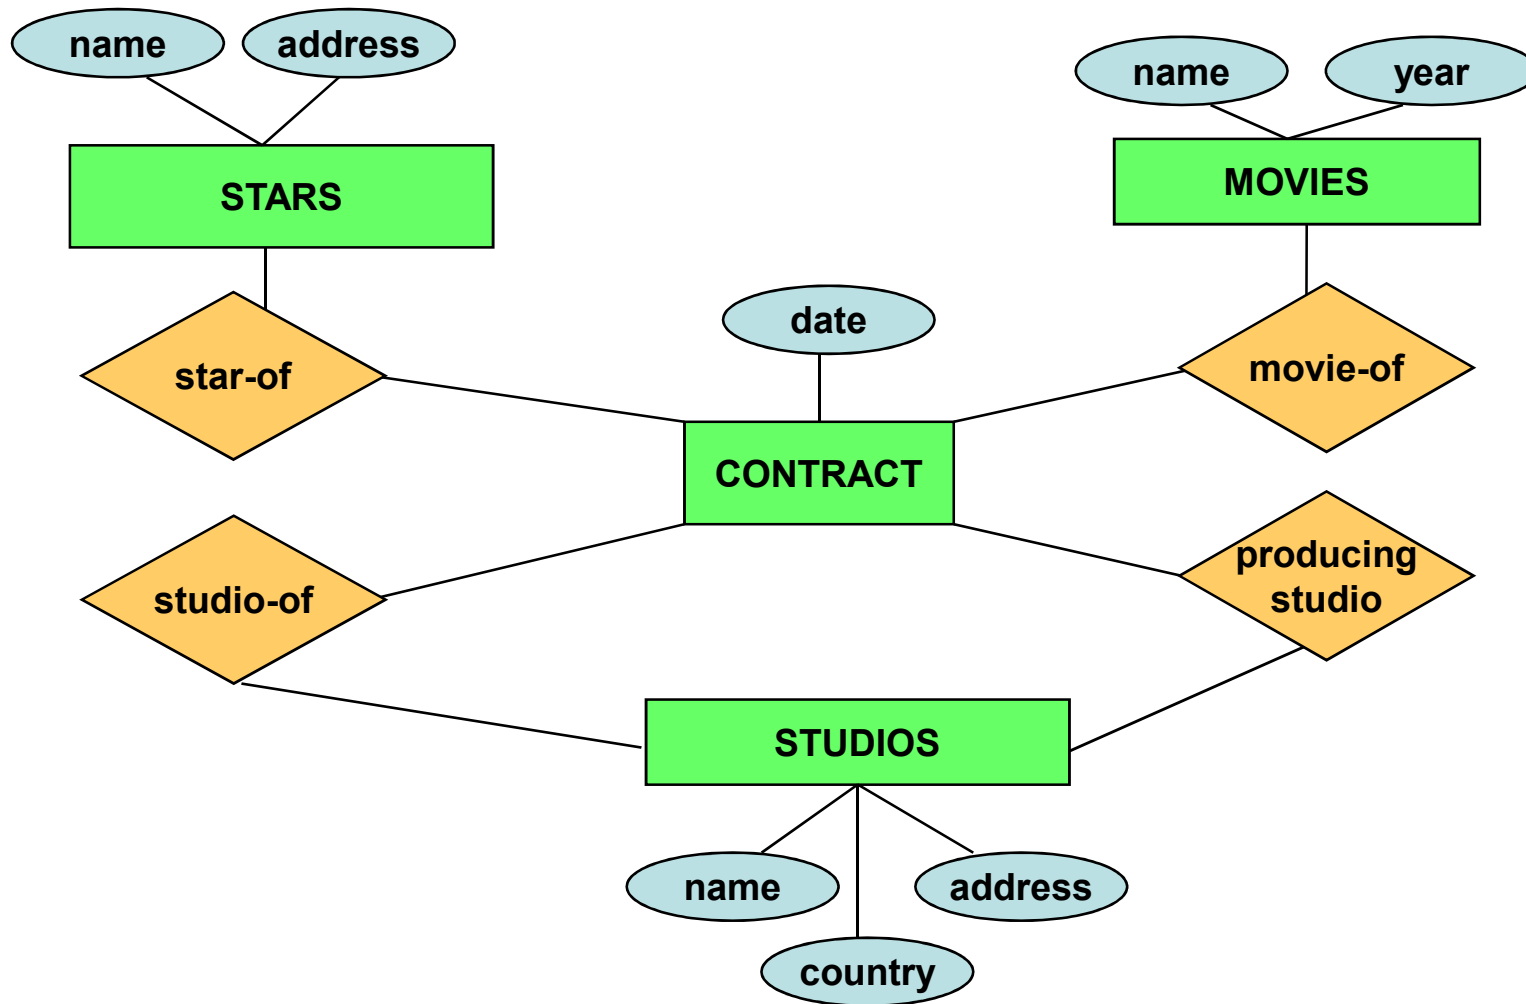 name
address
name
year
STARS
MOVIES
date
star-of
movie-of
CONTRACT
studio-of
producing
studio
STUDIOS
name
address
country